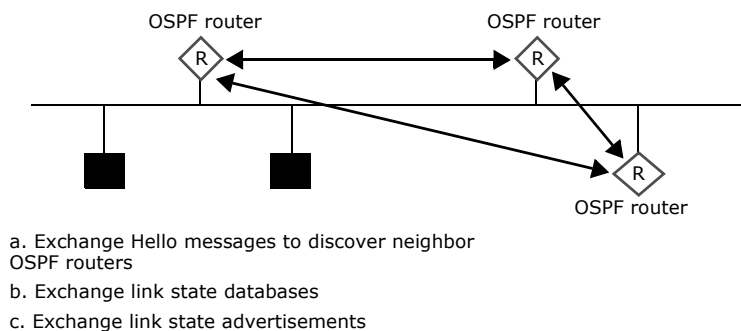 OSPF router
OSPF router
R
R
R
OSPF router
a. Exchange Hello messages to discover neighbor
OSPF routers
b. Exchange link state databases
c. Exchange link state advertisements